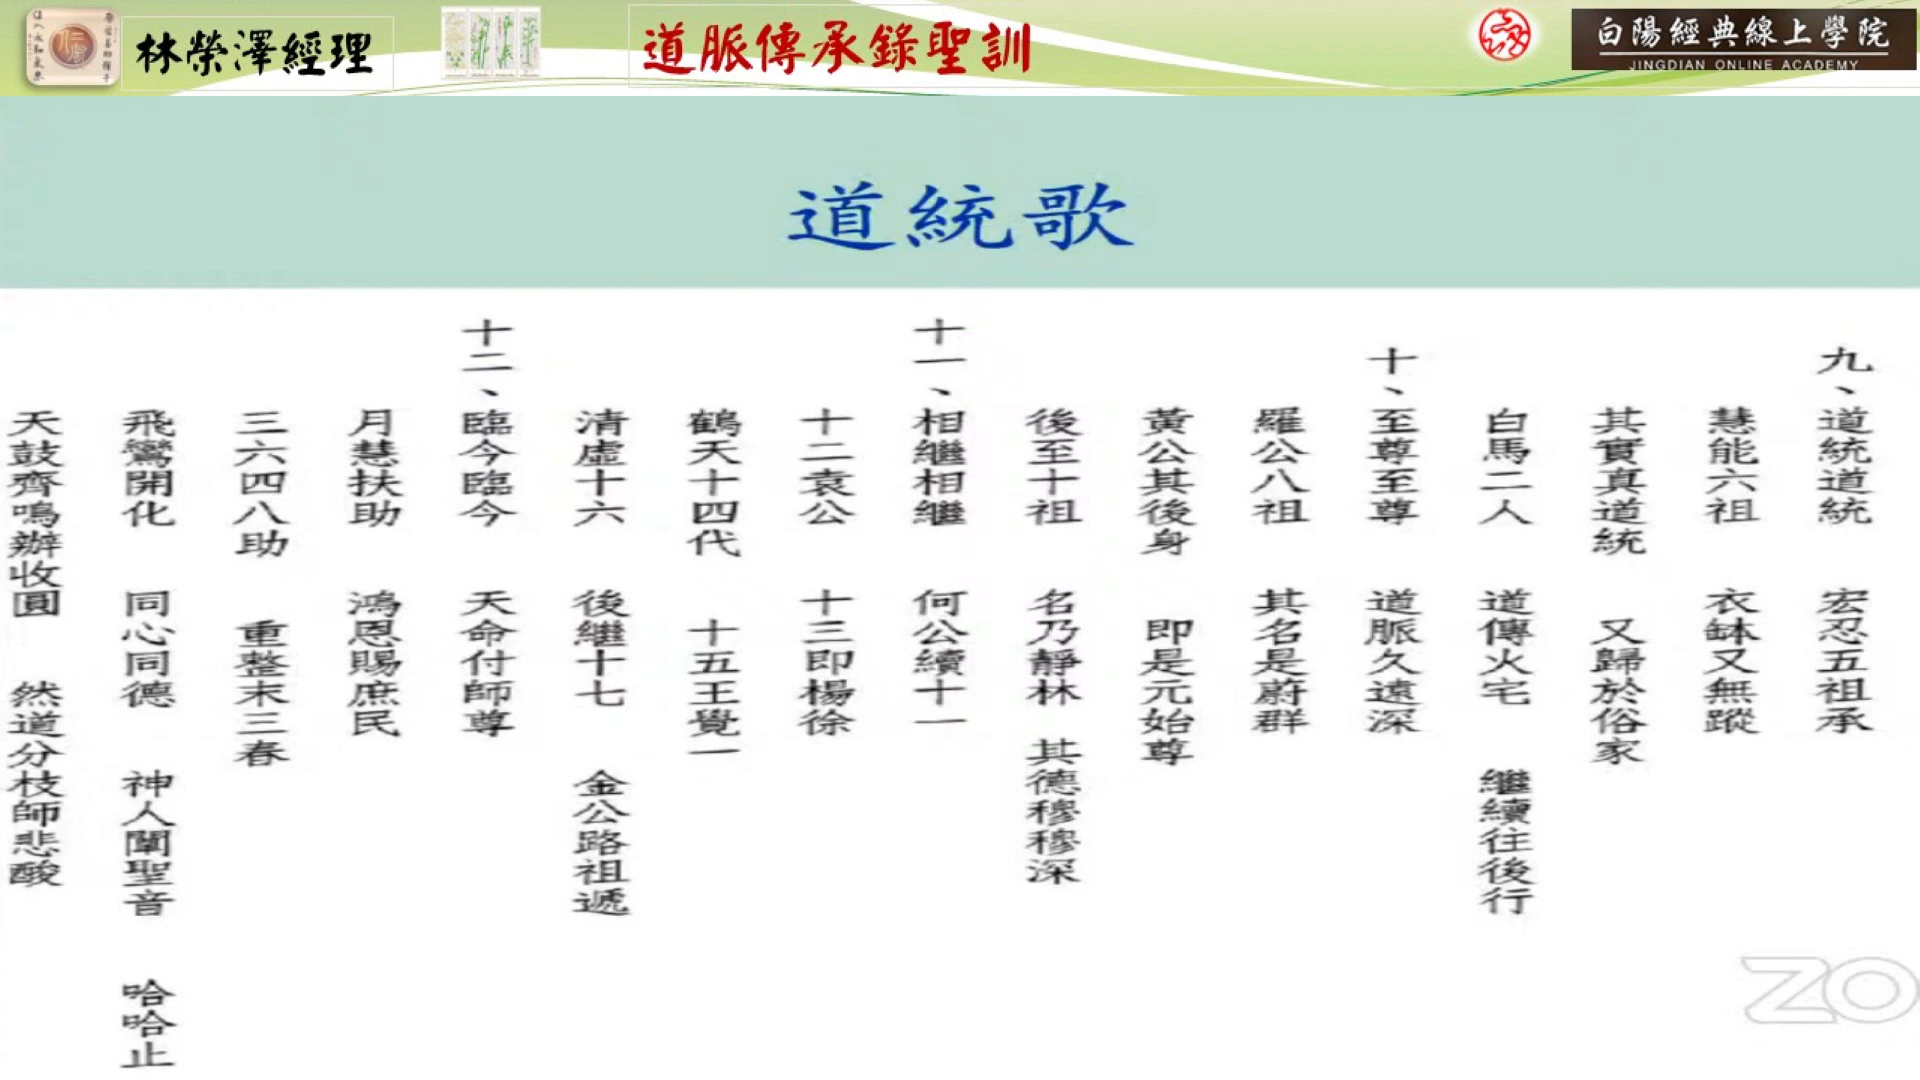 林榮澤經理
道脈傳承錄聖訓
白陽經典線上學院
JINGDIAN ONLINE ACADEMY
道統歌
九、道統道統 宏忍五祖承
慧能六祖 衣缽又無蹤
其實真道統 又歸於俗家
白馬二人 道傳火宅 繼續往後行
十、至尊至尊 道脈久遠深
羅公八祖 其名是蔚群
黃公其後身 即是元始尊
後至十祖 名乃靜林 其德穆穆深
十一、相繼相繼 何公續十一
十二袁公 十三即楊徐
鶴天十四代 十五王覺一
清虛十六 後繼十七 金公路祖遞
十二、臨今臨今 天命付師尊
月慧扶助 鴻恩賜庶民
三六四八助 重整末三春
飛鸞開化 同心同德 神人闡聖音 哈哈止
天鼓齊鳴辦收圓 然道分枝師悲酸
ZO